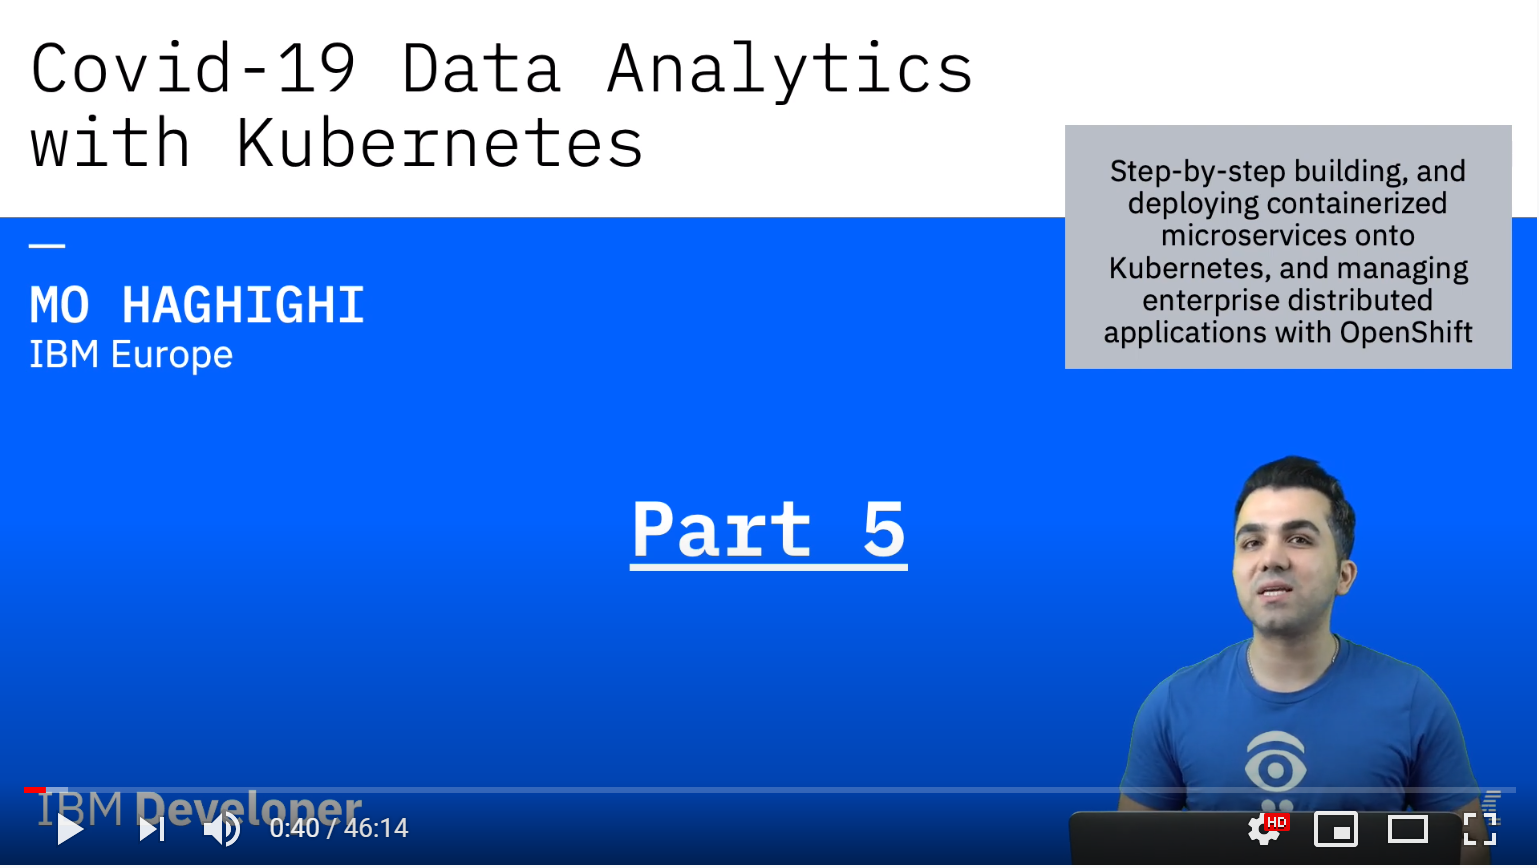 Covid-19 Data Analytics
with Kubernetes
Step-by-step building, and
deploying containerized
microservices onto
Kubernetes, and managing
enterprise distributed
applications with OpenShift
MO HAGHIGHI
IBM Europe
Part 5
IBM Developer
0:40 / 46:14
HD
IBM